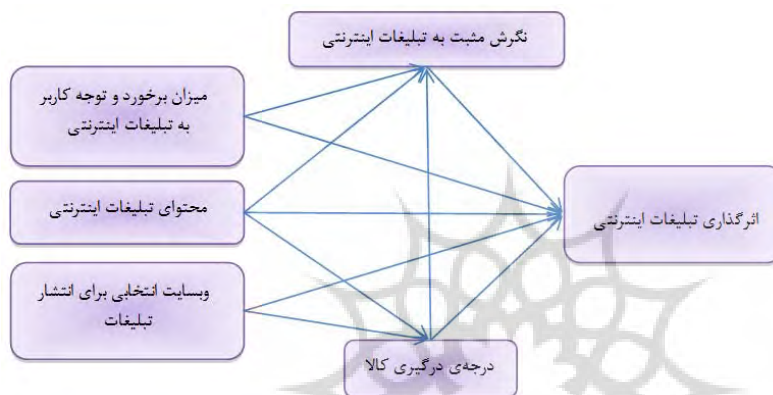 نگرش مثبت به تبلیغات اینترنتی
میزان برخورد و توجه کاربر
به تبلیغات اینترنتی
محتوای تبلیغات اینترنتی
اثرگذاری تبلیغات اینترنتی
وبسایت انتخابی برای انتشار
تبلیغات
درجه‌ی درگیری کالا